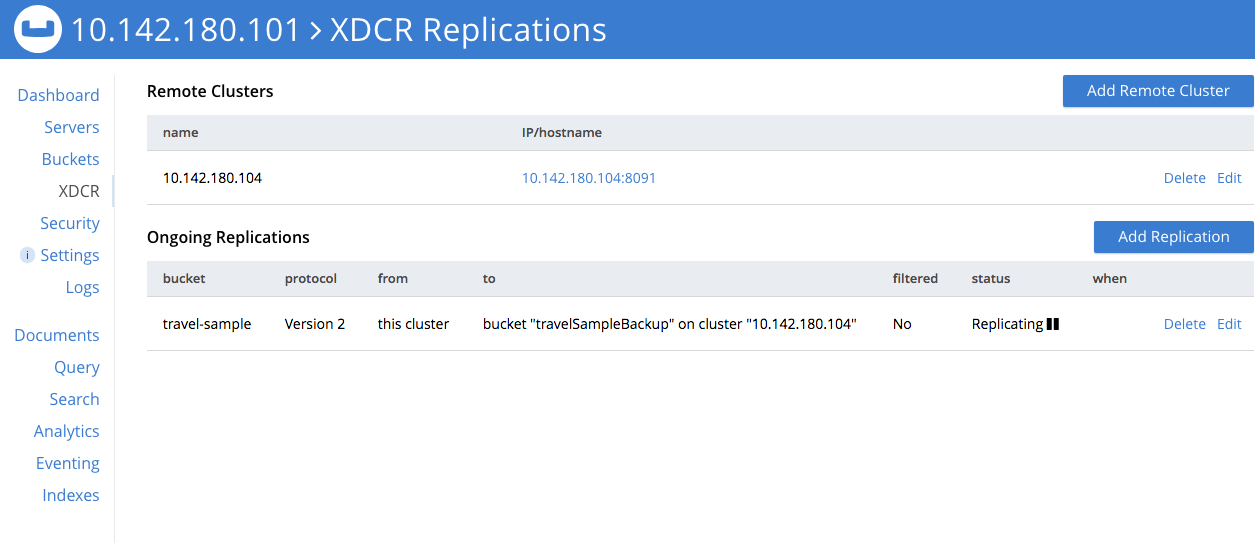 10.142.180.101 > XDCR Replications
Dashboard
Servers
Buckets
XDCR
Security
i Settings
Logs
Documents
Query
Search
Analytics
Eventing
Indexes
Remote Clusters Add Remote Cluster
name IP/hostname
10.142.180.104 10.142.180.104:8091 Delete Edit
Ongoing Replications Add Replication
bucket protocol from to filtered status when
travel-sample Version 2 this cluster bucket "travelSampleBackup" on cluster "10.142.180.104" No Replicating Delete Edit